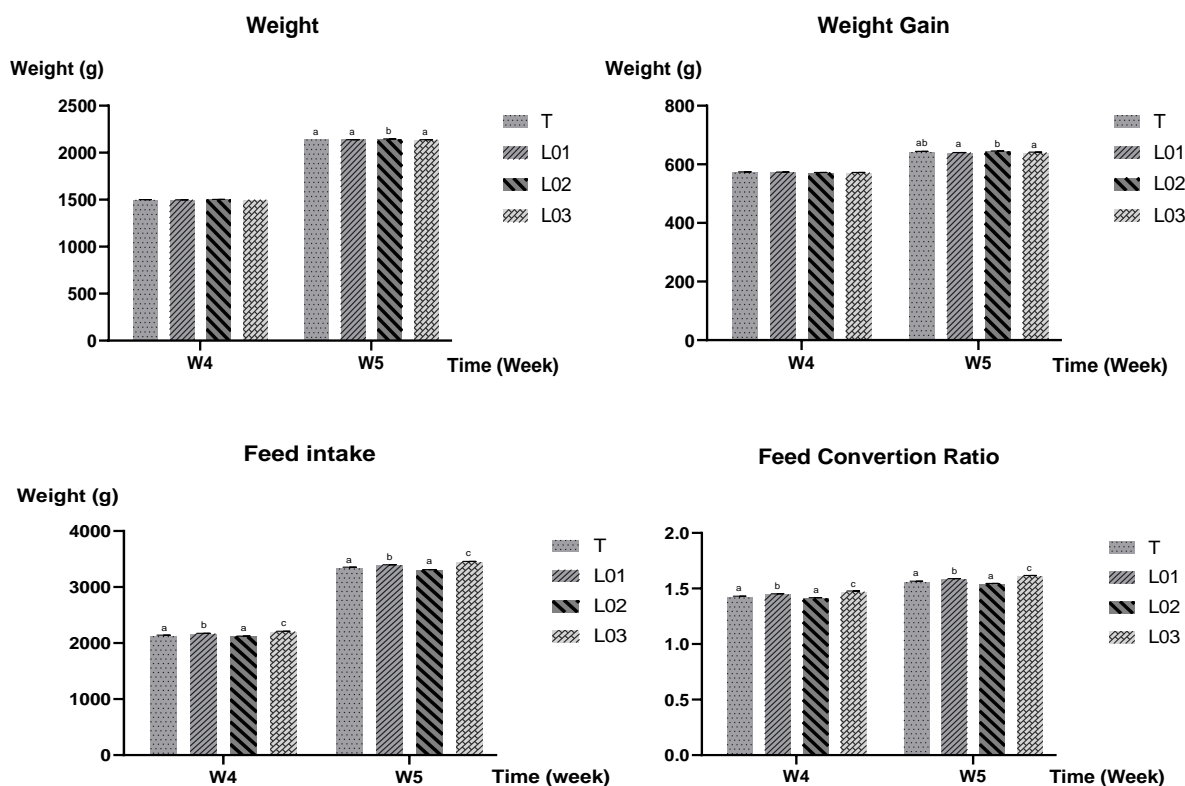 Weight
Weight (g)
2500
2000
1500
1000
500
0
a a b a
W4 W5
Time (Week)
T
L01
L02
L03
Weight Gain
Weight (g)
800
600
400
200
0
ab a b a
W4 W5
Time (Week)
T
L01
L02
L03
Feed intake
Weight (g)
4000
3000
2000
1000
0
a b a c
a b a c
W4 W5
Time (week)
T
L01
L02
L03
Feed Convertion Ratio
2.0
1.5
1.0
0.5
0.0
a b a c
a b a c
W4 W5
Time (Week)
T
L01
L02
L03